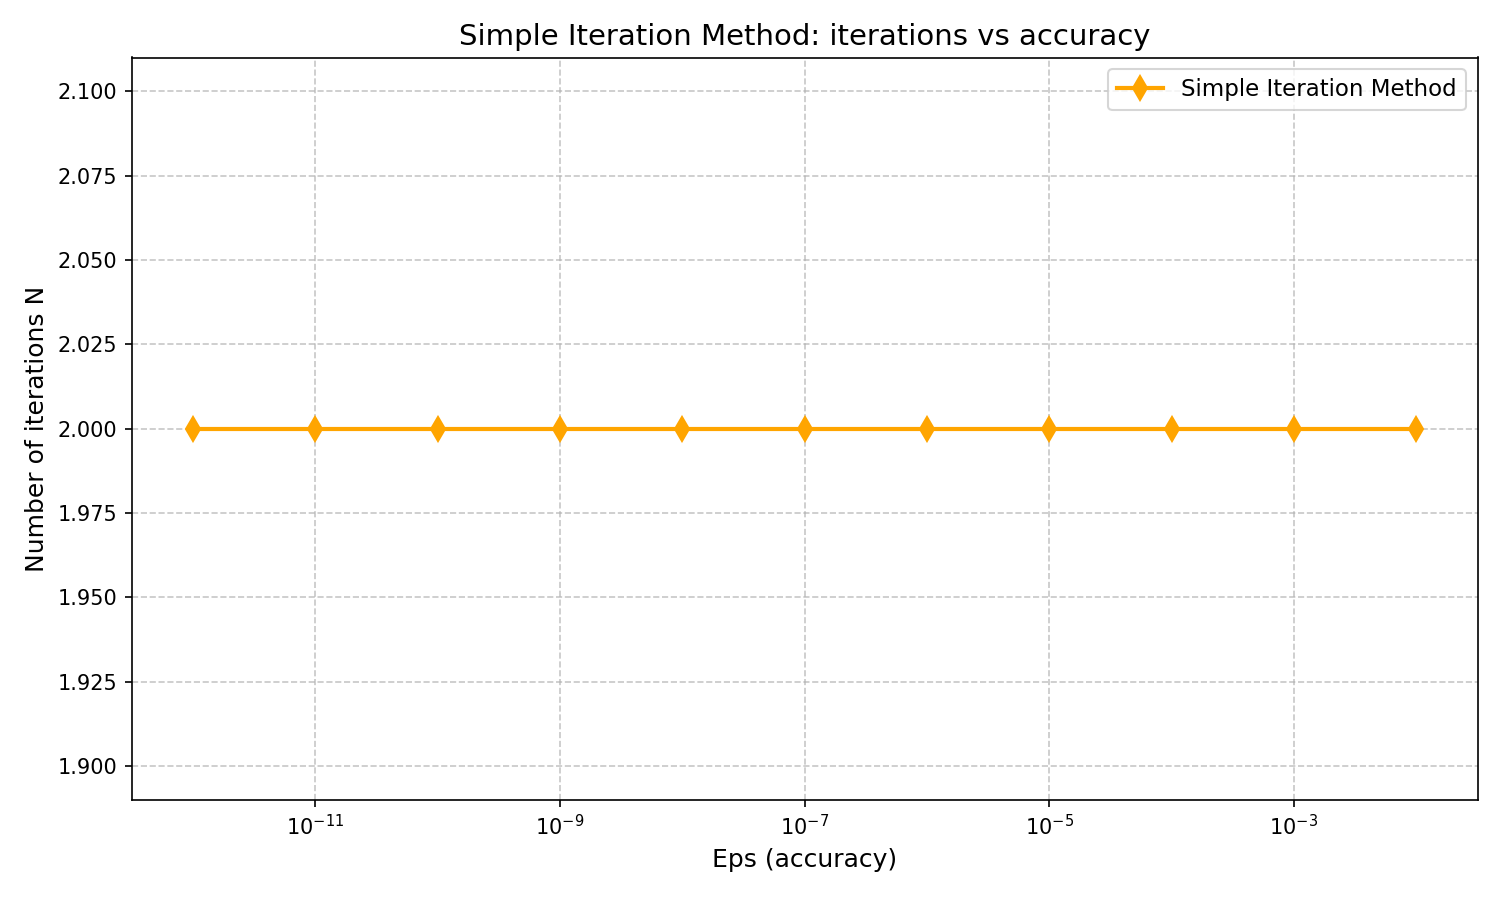 Simple Iteration Method: iterations vs accuracy
Simple Iteration Method
2.100
2.075
2.050
2.025
2.000
1.975
1.950
1.925
1.900
Number of iterations N
10⁻¹¹ 10⁻⁹ 10⁻⁷ 10⁻⁵ 10⁻³
Eps (accuracy)